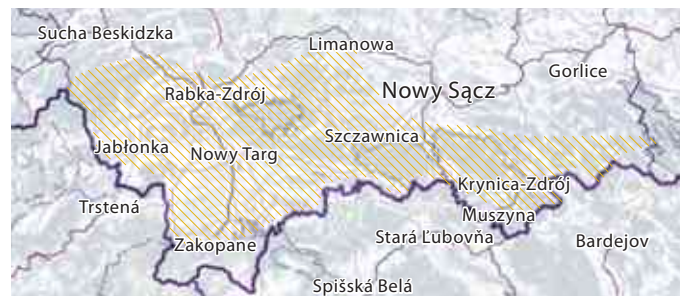 Sucha Beskidzka
Limanowa
Gorlice
Rabka-Zdrój
Nowy Sącz
Szczawnica
Jabłonka
Nowy Targ
Krynica-Zdrój
Trstená
Muszyna
Zakopane
Stará Ľubovňa
Bardejov
Spišská Belá